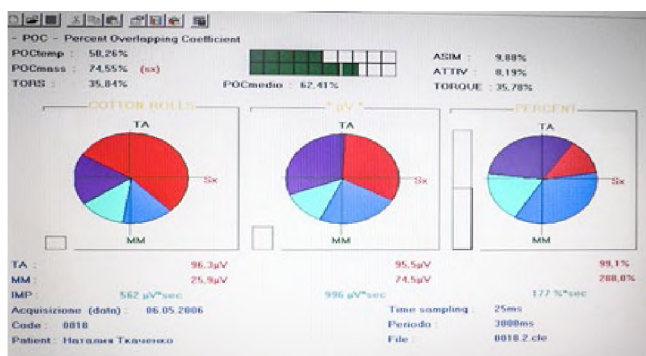 - POC - Percent Overlapping Coefficient
POCtemp : 50,26%
POCmass : 74,55% (sx)
TORS : 35,84%
POCmedio : 62,41%
ASIM : 9,88%
ATTIV : 0,19%
TORQUE : 35,78%
COTTON ROLLS
* µV *
PERCENT
TA
TA
TA
Sx
Sx
Sx
MM
MM
MM
TA : 96,3µV 95,5µV 99,1%
MM : 25,9µV 74,5µV 288,0%
IMP : 562 µV*sec 996 µV*sec 177 %*sec
Acquisizione (data) : 06.05.2006 Time sampling : 25ms
Code : 0018 Periodo : 3000ms
Patient : Наталия Ткаченко File : 0018.2.cle